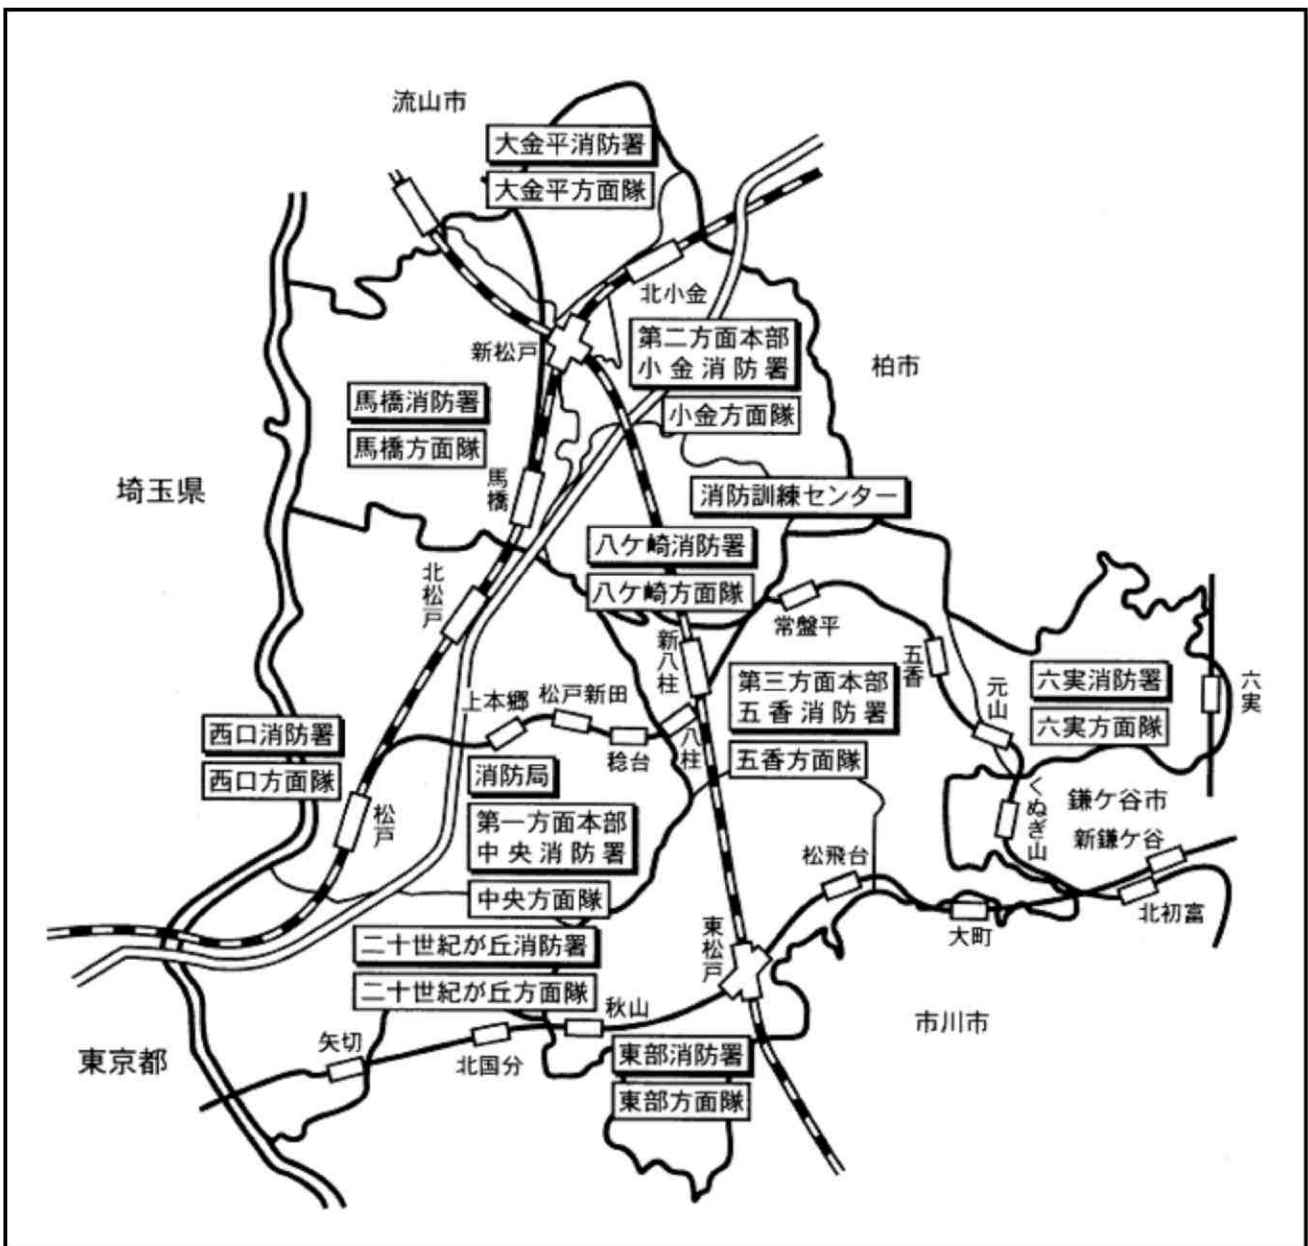 流山市
大金平消防署
大金平方面隊
北小金
新松戸
第二方面本部
小金消防署
小金方面隊
柏市
馬橋消防署
馬橋方面隊
馬橋
埼玉県
消防訓練センター
八ケ崎消防署
八ケ崎方面隊
北松戸
常盤平
新八柱
五香
元山
六実消防署
六実方面隊
六実
第三方面本部
五香消防署
五香方面隊
上本郷
松戸新田
稔台
八柱
西口消防署
西口方面隊
松戸
消防局
第一方面本部
中央消防署
中央方面隊
くぬぎ山
鎌ケ谷市
新鎌ケ谷
北初富
松飛台
大町
東松戸
二十世紀が丘消防署
二十世紀が丘方面隊
秋山
北国分
矢切
市川市
東京都
東部消防署
東部方面隊